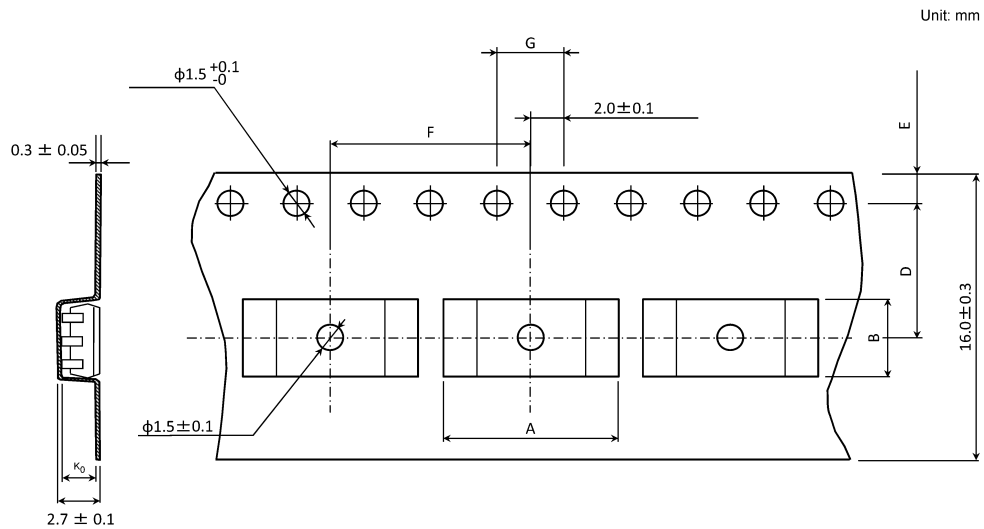 Unit: mm
G
ϕ1.5 +0.1 -0
2.0±0.1
F
E
0.3 ± 0.05
D
16.0±0.3
B
ϕ1.5±0.1
A
K0
2.7 ± 0.1